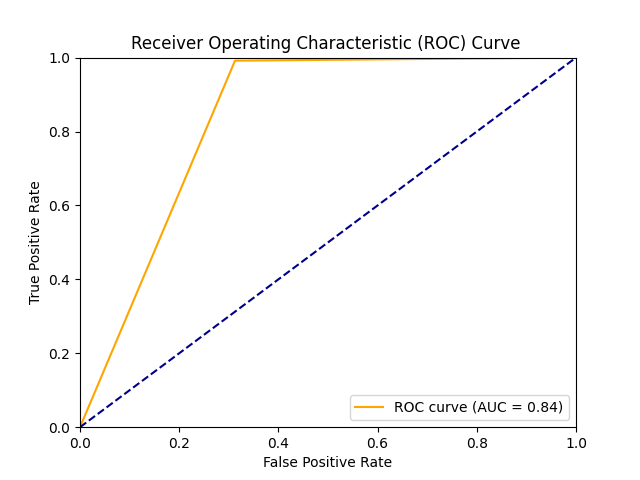 Receiver Operating Characteristic (ROC) Curve
1.0
0.8
0.6
0.4
0.2
0.0
True Positive Rate
ROC curve (AUC = 0.84)
0.0 0.2 0.4 0.6 0.8 1.0
False Positive Rate